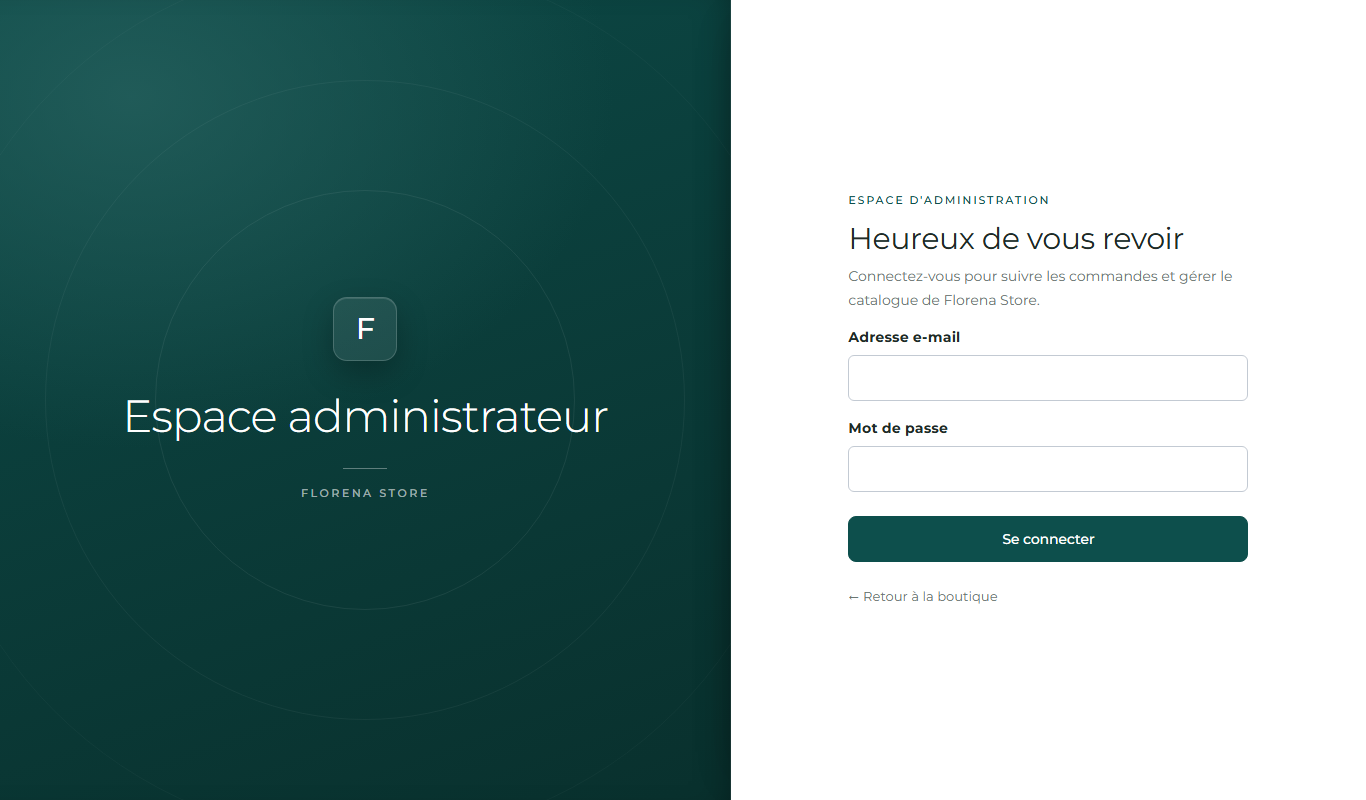 F
Espace administrateur
FLORENA STORE
ESPACE D'ADMINISTRATION
Heureux de vous revoir
Connectez-vous pour suivre les commandes et gérer le
catalogue de Florena Store.
Adresse e-mail
Mot de passe
Se connecter
← Retour à la boutique